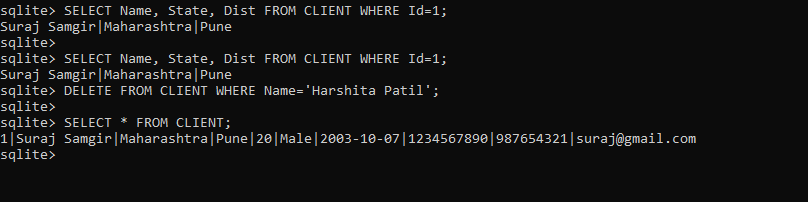 sqlite> SELECT Name, State, Dist FROM CLIENT WHERE Id=1;
Suraj Samgir|Maharashtra|Pune
sqlite>
sqlite> SELECT Name, State, Dist FROM CLIENT WHERE Id=1;
Suraj Samgir|Maharashtra|Pune
sqlite> DELETE FROM CLIENT WHERE Name='Harshita Patil';
sqlite>
sqlite> SELECT * FROM CLIENT;
1|Suraj Samgir|Maharashtra|Pune|20|Male|2003-10-07|1234567890|987654321|suraj@gmail.com
sqlite>